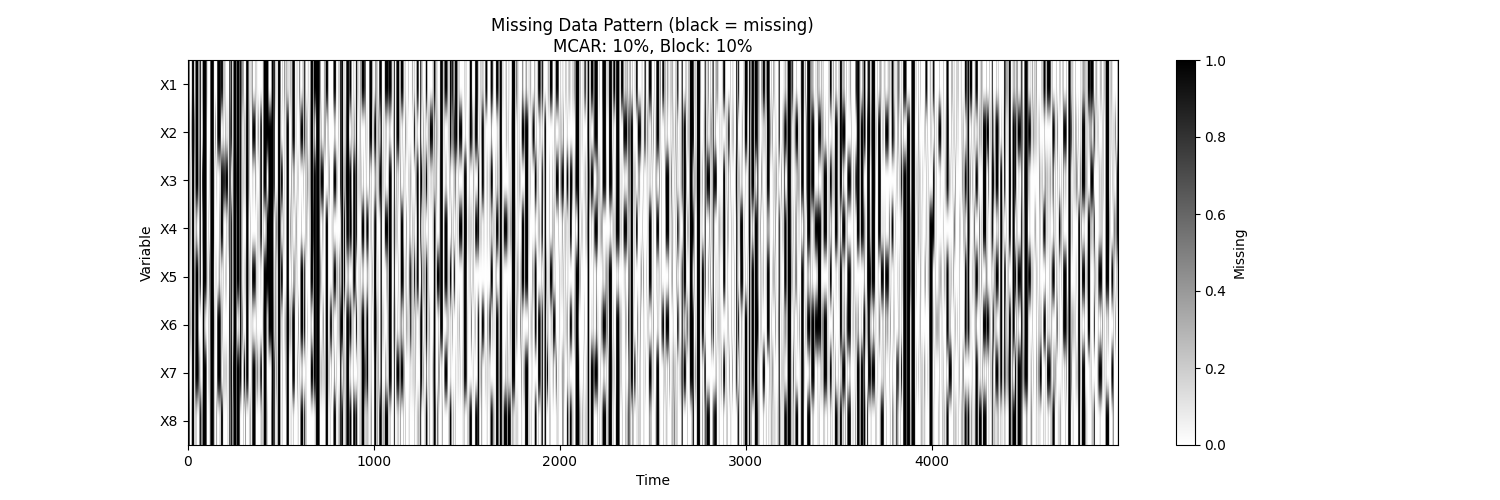 Missing Data Pattern (black = missing)
MCAR: 10%, Block: 10%
Variable
X1
X2
X3
X4
X5
X6
X7
X8
0
1000
2000
3000
4000
Time
1.0
0.8
0.6
0.4
0.2
0.0
Missing